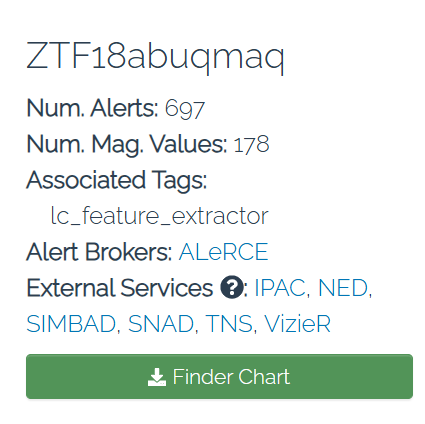 ZTF18abuqmaq
Num. Alerts: 697
Num. Mag. Values: 178
Associated Tags:
lc_feature_extractor
Alert Brokers: ALeRCE
External Services ?: IPAC, NED,
SIMBAD, SNAD, TNS, VizieR
Finder Chart